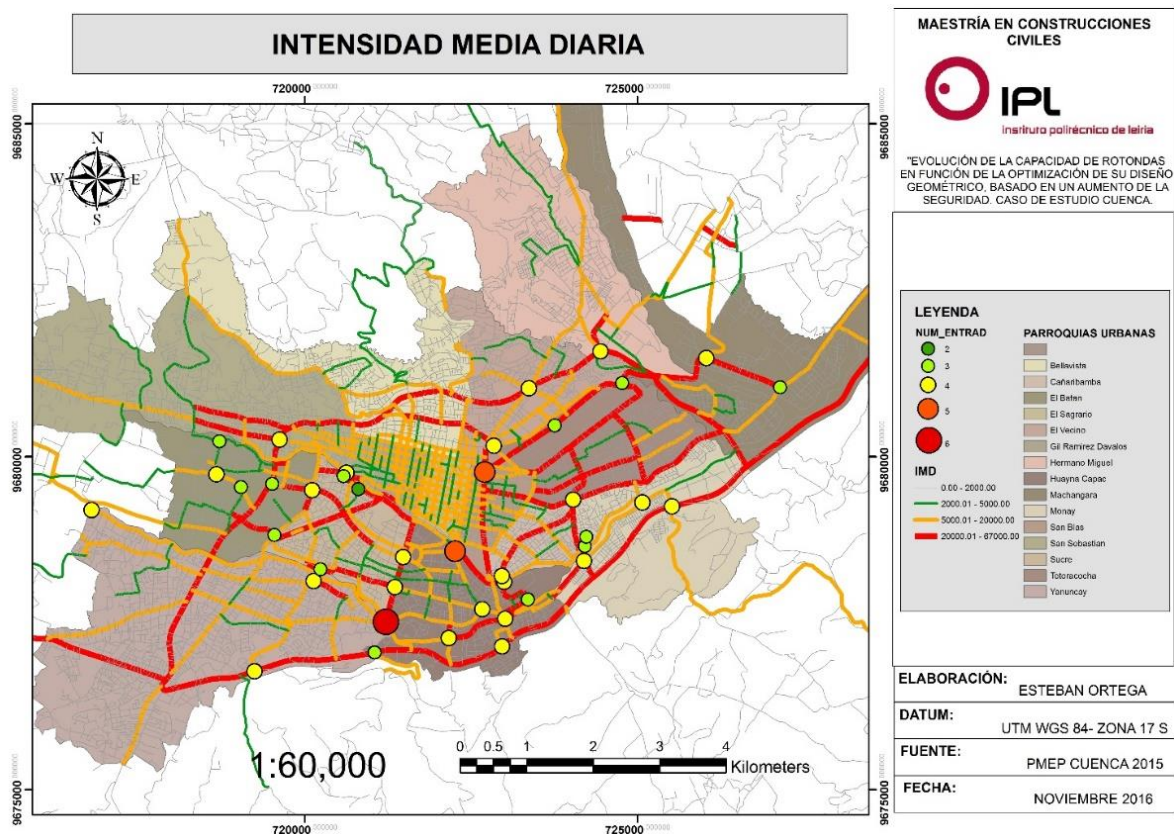 INTENSIDAD MEDIA DIARIA
720000
725000
9685000
9685000
N
W
E
S
9680000
9680000
9675000
9675000
1:60,000
0 0.5 1 2 3 4
Kilometers
720000
725000
MAESTRÍA EN CONSTRUCCIONES
CIVILES
IPL
instituto politécnico de leiria
"EVOLUCIÓN DE LA CAPACIDAD DE ROTONDAS
EN FUNCIÓN DE LA OPTIMIZACIÓN DE SU DISEÑO
GEOMÉTRICO, BASADO EN UN AUMENTO DE LA
SEGURIDAD. CASO DE ESTUDIO CUENCA.
LEYENDA
NUM_ENTRAD
2
3
4
5
6
IMD
0.00 - 2000.00
2000.01 - 5000.00
5000.01 - 20000.00
20000.01 - 67000.00
PARROQUIAS URBANAS
Bellavista
Cañaribamba
El Batan
El Sagrario
El Vecino
Gil Ramirez Davalos
Hermano Miguel
Huayna Capac
Machangara
Monay
San Blas
San Sebastian
Sucre
Totoracocha
Yanuncay
ELABORACIÓN:
ESTEBAN ORTEGA
DATUM:
UTM WGS 84- ZONA 17 S
FUENTE:
PMEP CUENCA 2015
FECHA:
NOVIEMBRE 2016